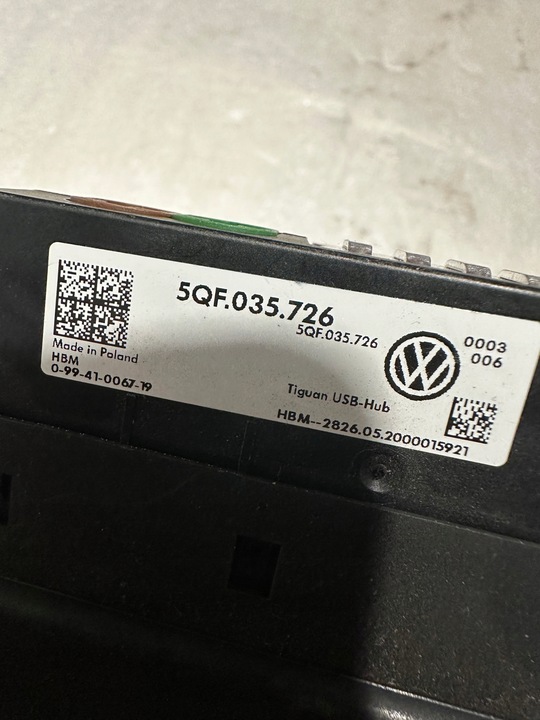 5QF.035.726
5QF.035.726
0003
006
Made in Poland
HBM
0-99-41-0067-19
Tiguan USB-Hub
HBM--2826.05.2000015921